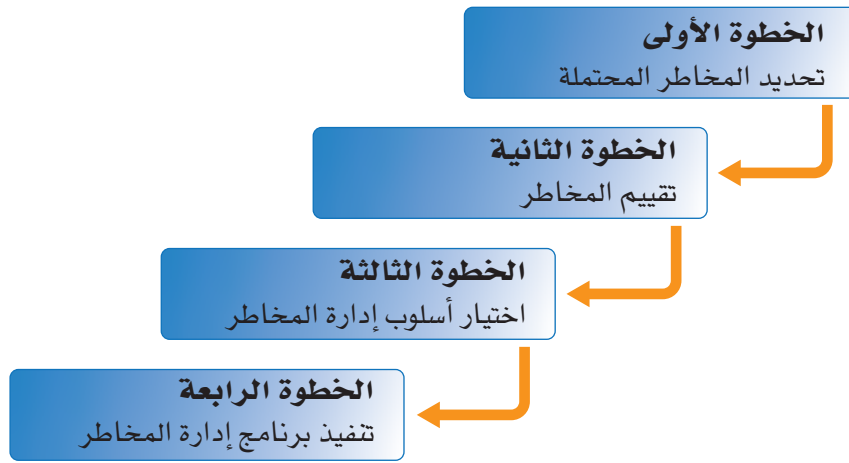 الخطوة الأولى
تحديد المخاطر المحتملة
الخطوة الثانية
تقييم المخاطر
الخطوة الثالثة
اختيار أسلوب إدارة المخاطر
الخطوة الرابعة
تنفيذ برنامج إدارة المخاطر